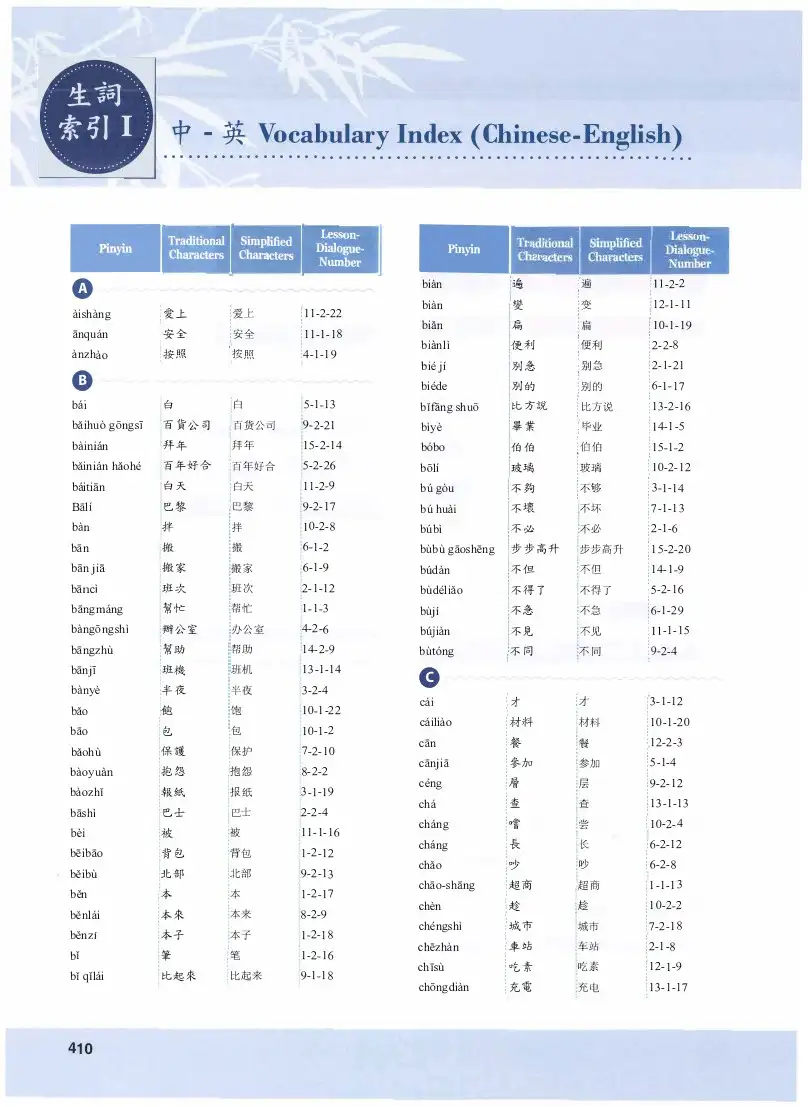 生詞
索引 I
中 - 英 Vocabulary Index (Chinese-English)
Pinyin Traditional Characters Simplified Characters Lesson-Dialogue-Number
A
àishàng 愛上 爱上 11-2-22
ānquán 安全 安全 11-1-18
ànzhào 按照 按照 4-1-19
B
bái 白 白 5-1-13
bǎihuò gōngsī 百貨公司 百货公司 9-2-21
bàinián 拜年 拜年 15-2-14
bǎinián hǎohé 百年好合 百年好合 5-2-26
báitiān 白天 白天 11-2-9
Bālí 巴黎 巴黎 9-2-17
bàn 拌 拌 10-2-8
bān 搬 搬 6-1-2
bān jiā 搬家 搬家 6-1-9
bāncì 班次 班次 2-1-12
bāngmáng 幫忙 帮忙 1-1-3
bàngōngshì 辦公室 办公室 4-2-6
bāngzhù 幫助 帮助 14-2-9
bānjī 班機 班机 13-1-14
bànyè 半夜 半夜 3-2-4
bǎo 飽 饱 10-1-22
bāo 包 包 10-1-2
bǎohù 保護 保护 7-2-10
bàoyuàn 抱怨 抱怨 8-2-2
bàozhǐ 報紙 报纸 3-1-19
bāshì 巴士 巴士 2-2-4
bèi 被 被 11-1-16
bēibāo 背包 背包 1-2-12
běibù 北部 北部 9-2-13
běn 本 本 1-2-17
běnlái 本來 本来 8-2-9
běnzi 本子 本子 1-2-18
bǐ 筆 笔 1-2-16
bǐ qǐlái 比起來 比起来 9-1-18
Pinyin Traditional Characters Simplified Characters Lesson-Dialogue-Number
biàn 遍 遍 11-2-2
biàn 變 变 12-1-11
biǎn 扁 扁 10-1-19
biànlì 便利 便利 2-2-8
bié jí 別急 别急 2-1-21
biéde 別的 别的 6-1-17
bǐfāng shuō 比方說 比方说 13-2-16
bìyè 畢業 毕业 14-1-5
bóbo 伯伯 伯伯 15-1-2
bōlí 玻璃 玻璃 10-2-12
bú gòu 不夠 不够 3-1-14
bú huài 不壞 不坏 7-1-13
búbì 不必 不必 2-1-6
bùbù gāoshēng 步步高升 步步高升 15-2-20
búdàn 不但 不但 14-1-9
bùdéliǎo 不得了 不得了 5-2-16
bùjí 不急 不急 6-1-29
bújiàn 不見 不见 11-1-15
bùtóng 不同 不同 9-2-4
C
cái 才 才 3-1-12
cáiliào 材料 材料 10-1-20
cān 餐 餐 12-2-3
cānjiā 參加 参加 5-1-4
céng 層 层 9-2-12
chá 查 查 13-1-13
cháng 嚐 尝 10-2-4
cháng 長 长 6-2-12
chǎo 吵 吵 6-2-8
chāo-shāng 超商 超商 1-1-13
chèn 趁 趁 10-2-2
chéngshì 城市 城市 7-2-18
chēzhàn 車站 车站 2-1-8
chīsù 吃素 吃素 12-1-9
chōngdiàn 充電 充电 13-1-17
410